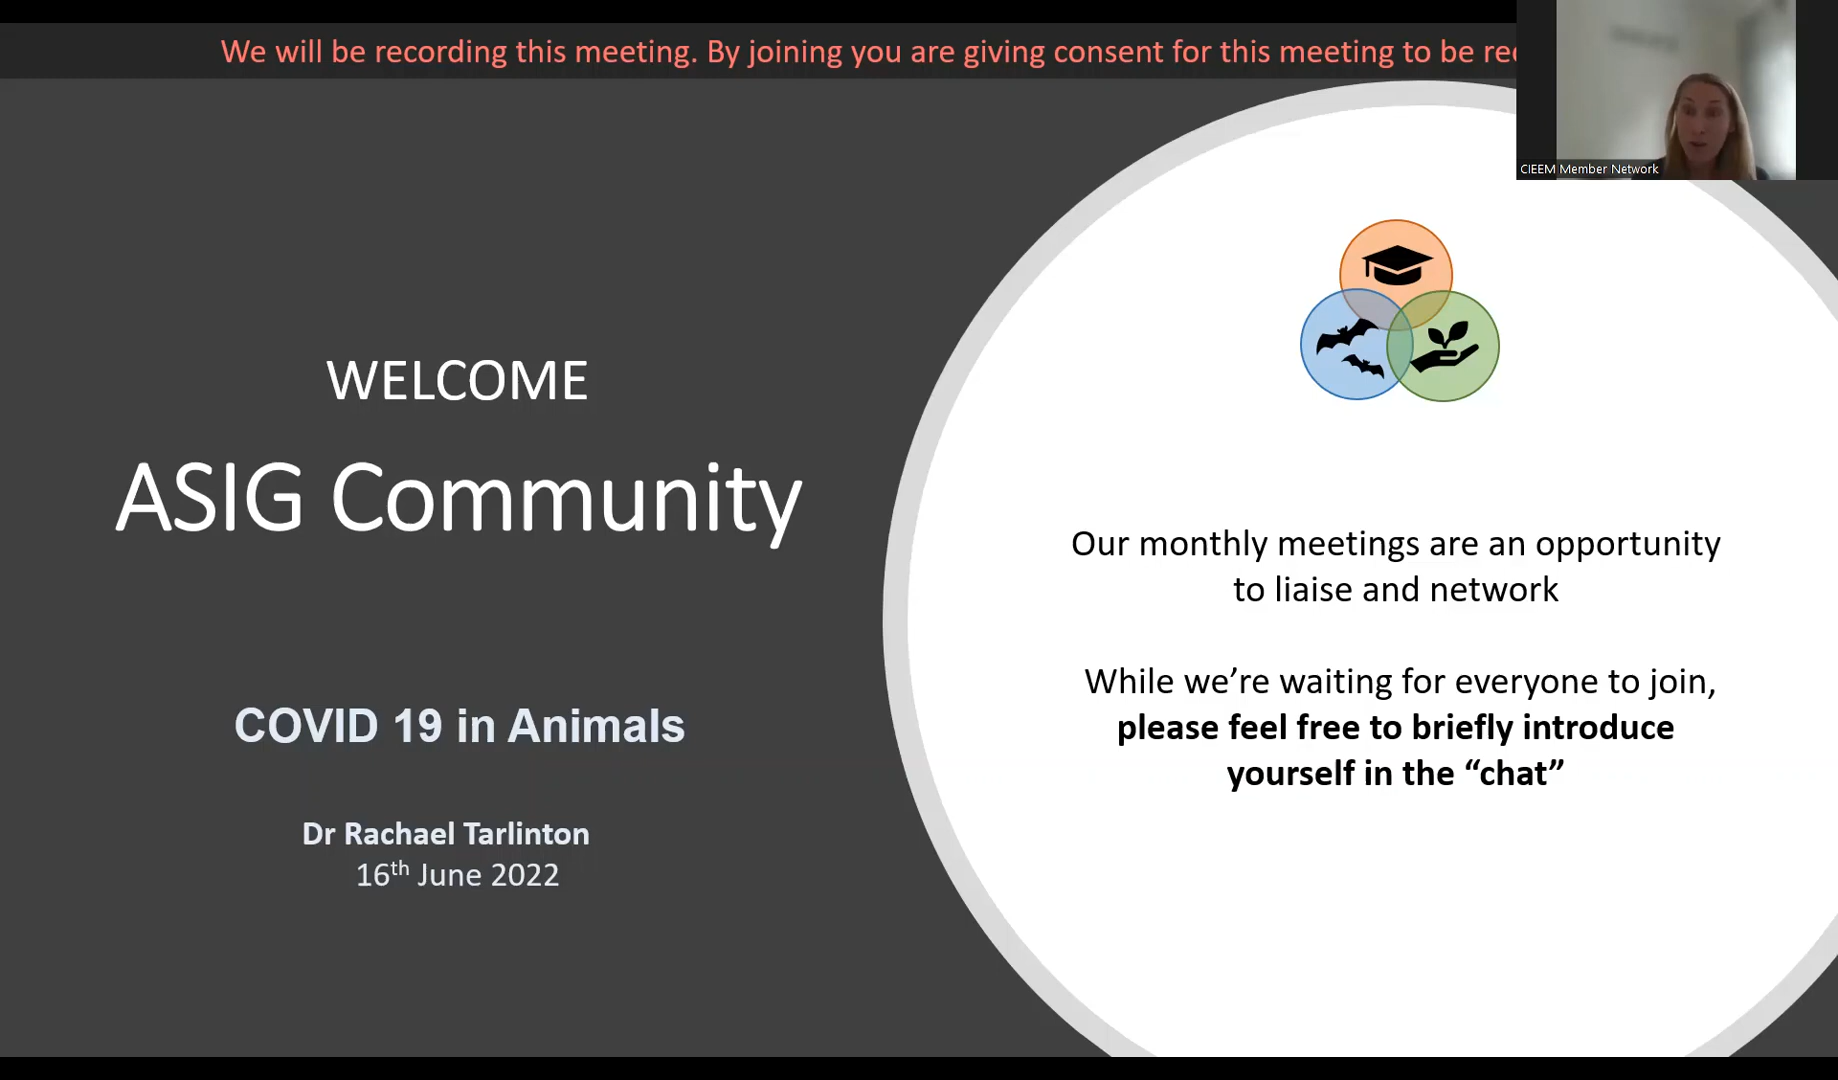 We will be recording this meeting. By joining you are giving consent for this meeting to be
CIEEM Member Network
WELCOME
ASIG Community
COVID 19 in Animals
Dr Rachael Tarlinton
16th June 2022
Our monthly meetings are an opportunity
to liaise and network
While we’re waiting for everyone to join,
please feel free to briefly introduce
yourself in the “chat”